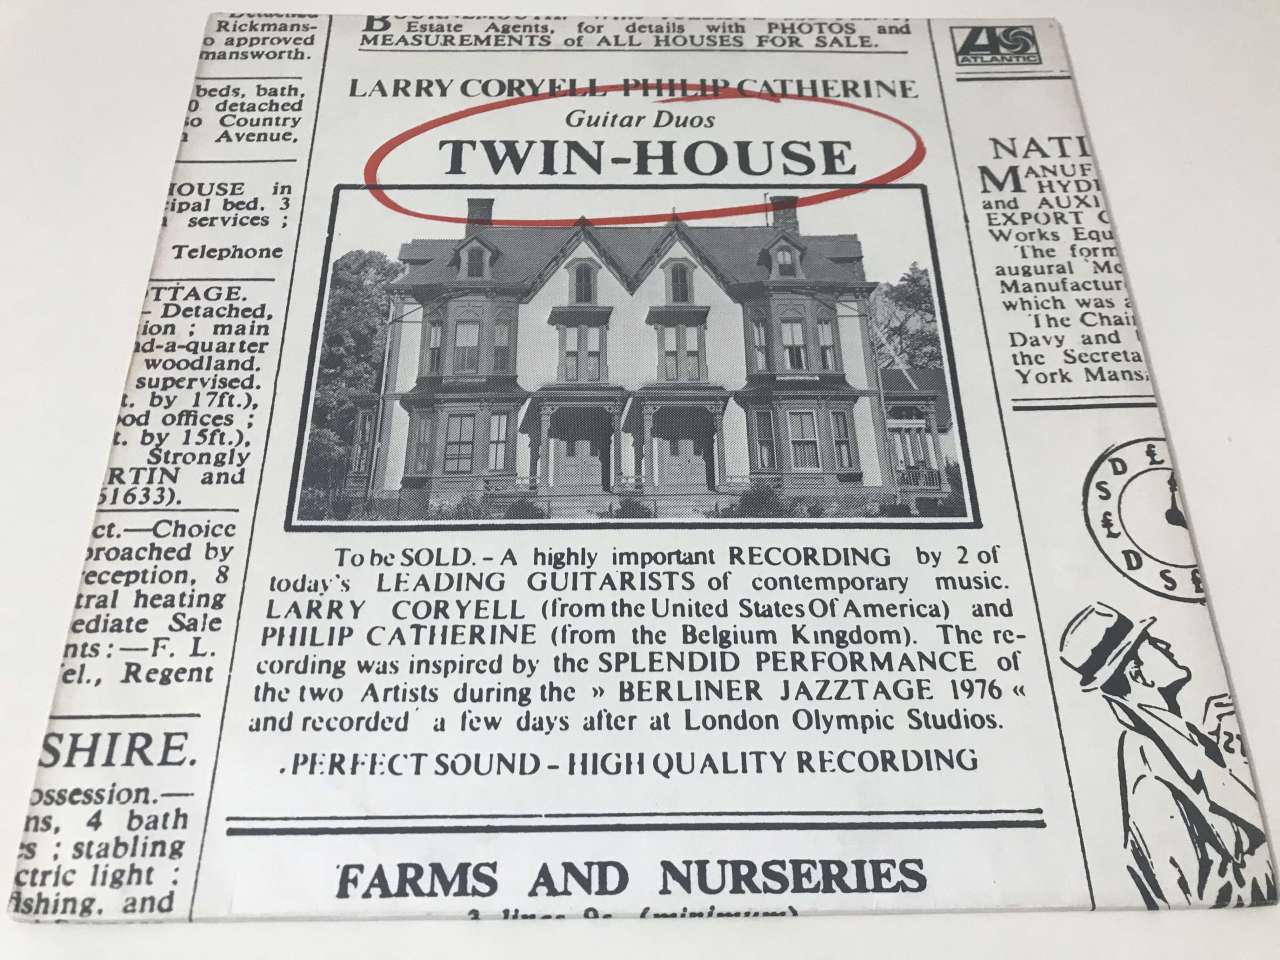 Rickmans-
o approved
mansworth.
beds, bath,
0 detached
so Country
Avenue,
HOUSE in
cipal bed. 3
services ;
Telephone
TTAGE.
- Detached,
ion ; main
nd-a-quarter
woodland.
supervised.
t. by 17ft.),
ood offices ;
t. by 15ft.),
Strongly
RTIN and
51633).
ct.—Choice
proached by
eception, 8
tral heating
ediate Sale
nts:—F. L.
el., Regent
SHIRE.
ossession.—
ns, 4 bath
s ; stabling
ctric light ;
fishing, and
Estate Agents, for details with PHOTOS and
MEASUREMENTS of ALL HOUSES FOR SALE.
LARRY CORYELL-PHILIP CATHERINE
Guitar Duos
TWIN-HOUSE
To be SOLD. - A highly important RECORDING by 2 of
today's LEADING GUITARISTS of contemporary music.
LARRY CORYELL (from the United States Of America) and
PHILIP CATHERINE (from the Belgium Kingdom). The re-
cording was inspired by the SPLENDID PERFORMANCE of
the two Artists during the » BERLINER JAZZTAGE 1976 «
and recorded a few days after at London Olympic Studios.
PERFECT SOUND - HIGH QUALITY RECORDING
FARMS AND NURSERIES
ATLANTIC
NATI
MANUF
HYD
and AUXI
EXPORT
Works Equ
The form
augural
Manufactur
which was
The Chai
Davy and
the Secreta
York Mans
D £
S
£
D S £